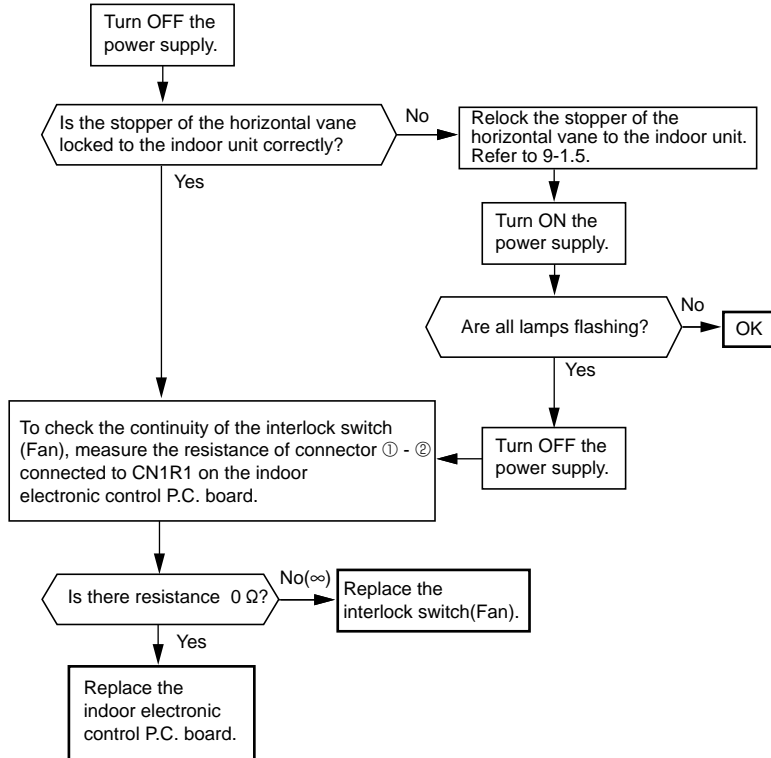 Turn OFF the
power supply.
Is the stopper of the horizontal vane
locked to the indoor unit correctly?
No
Relock the stopper of the
horizontal vane to the indoor unit.
Refer to 9-1.5.
Yes
Turn ON the
power supply.
Are all lamps flashing?
No
OK
Yes
Turn OFF the
power supply.
To check the continuity of the interlock switch
(Fan), measure the resistance of connector ① - ②
connected to CN1R1 on the indoor
electronic control P.C. board.
Is there resistance 0 Ω?
No(∞)
Replace the
interlock switch(Fan).
Yes
Replace the
indoor electronic
control P.C. board.